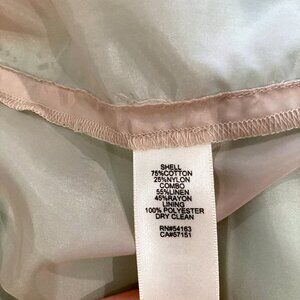 SHELL
75%COTTON
25%NYLON
COMBO
55%LINEN
45%RAYON
LINING
100% POLYESTER
DRY CLEAN
RN#54163
CA#57151